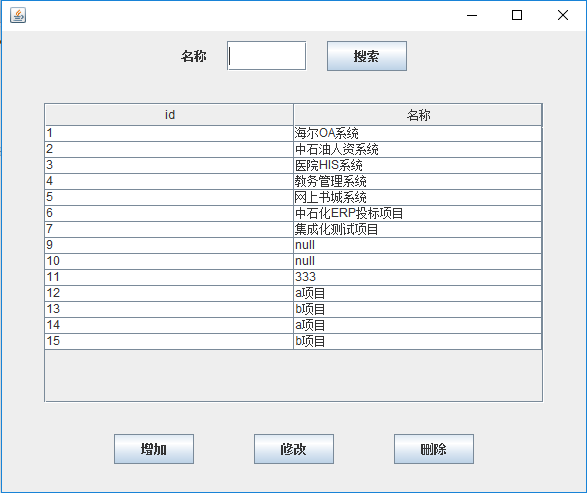 名称 搜索
id 名称
1 海尔OA系统
2 中石油人资系统
3 医院HIS系统
4 教务管理系统
5 网上书城系统
6 中石化ERP投标项目
7 集成化测试项目
9 null
10 null
11 333
12 a项目
13 b项目
14 a项目
15 b项目
增加 修改 删除